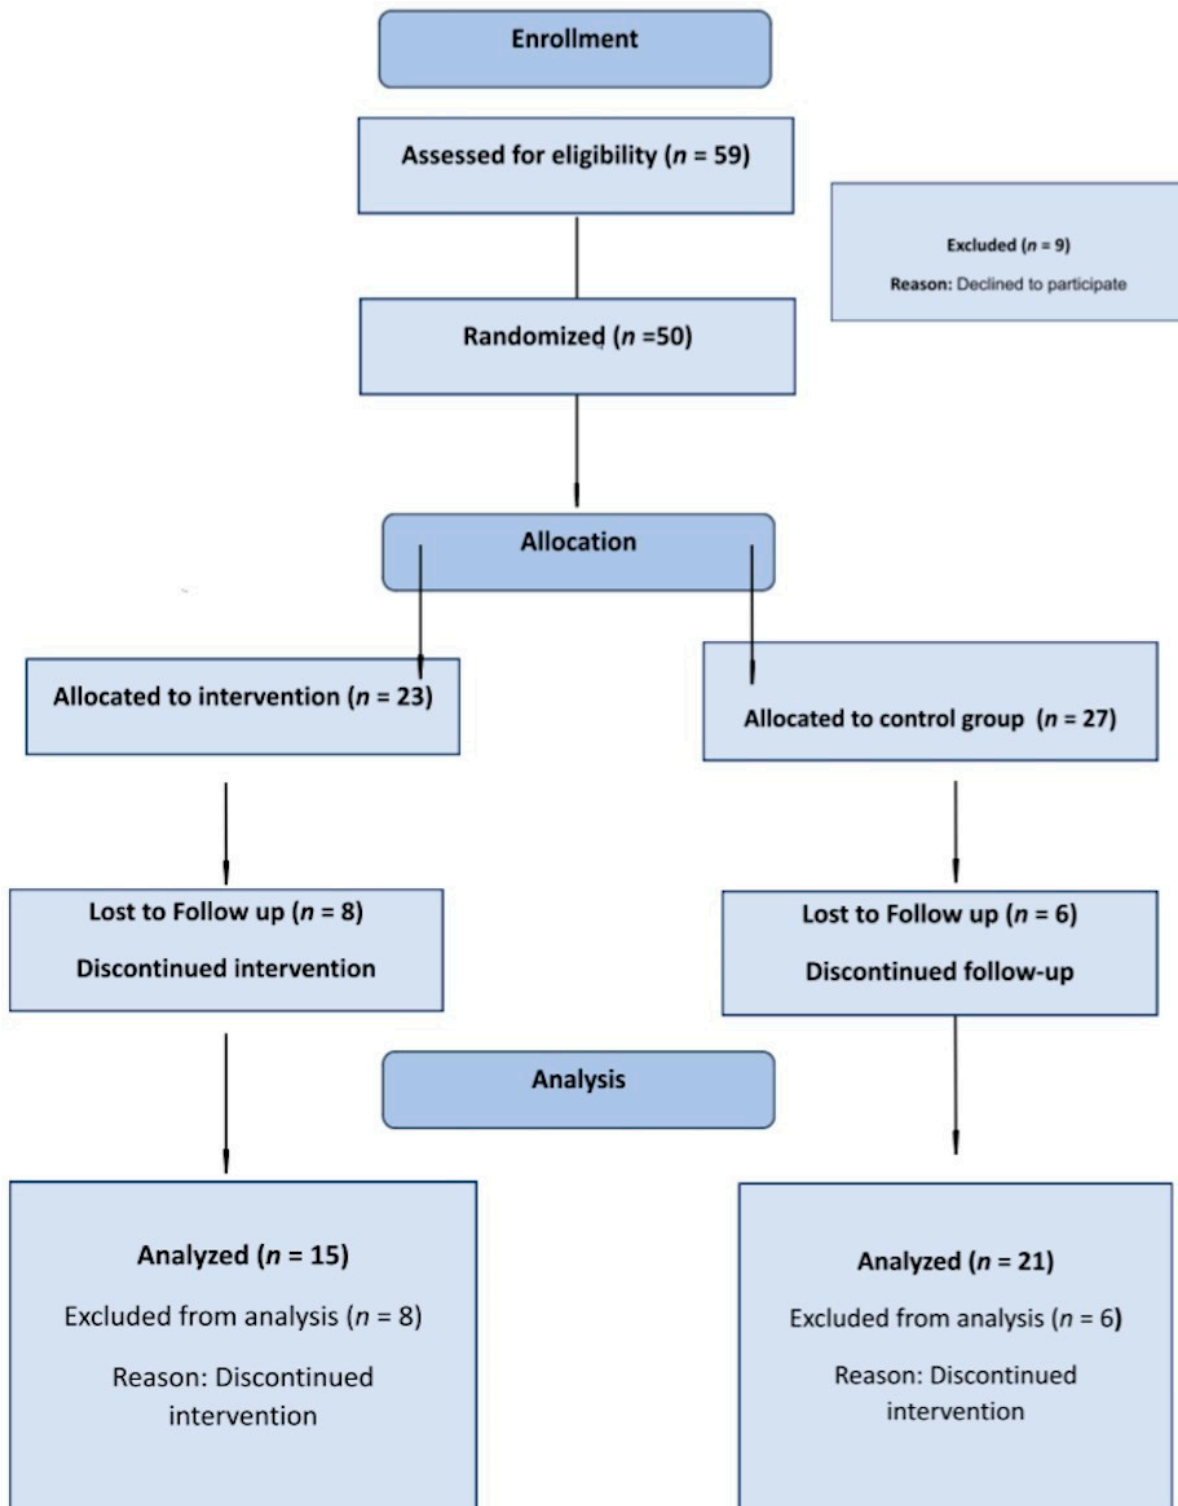 Enrollment
Assessed for eligibility (n = 59)
Excluded (n = 9)
Reason: Declined to participate
Randomized (n =50)
Allocation
Allocated to intervention (n = 23)
Allocated to control group (n = 27)
Lost to Follow up (n = 8)
Discontinued intervention
Lost to Follow up (n = 6)
Discontinued follow-up
Analysis
Analyzed (n = 15)
Excluded from analysis (n = 8)
Reason: Discontinued
intervention
Analyzed (n = 21)
Excluded from analysis (n = 6)
Reason: Discontinued
intervention